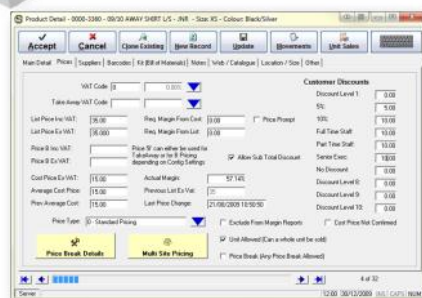 Product Detail - 0000-3380 - 09/10 AWAY SHIRT L/S - JNR - Size: XS - Colour: Black/Silver
Accept Cancel Clone Existing New Record Update Movements Unit Sales
Main Detail Prices Suppliers Barcodes Kit (Bill of Materials) Notes Web / Catalogue Location / Size Other
VAT Code 0 0.00%
Take Away VAT Code
Customer Discounts
Discount Level 1: 0.00
5%: 5.00
List Price Inc VAT: 35.00 Req. Margin From Cost: 0.00 Price Prompt 10%: 10.00
List Price Ex VAT: 35.000 Req. Margin From List: 0.00 Full Time Staff: 10.00
Price B Inc VAT: Price 'B' can either be used for Part Time Staff: 10.00
Price B Ex VAT: TakeAway or for B Pricing depending on Config Settings Allow Sub Total Discount Senior Exec: 10.00
No Discount 0.00
Cost Price Ex VAT 15.00 Actual Margin: 57.14% Discount Level 8: 0.00
Average Cost Price: 15.00 Previous List Ex Vat: 35 Discount Level 9: 0.00
Prev Average Cost: 15.00 Last Price Change: 21/08/2009 10:50:50 Discount Level 10: 0.00
Price Type: 0 - Standard Pricing Exclude From Margin Reports Cost Price Not Confirmed
Price Break Details Multi Site Pricing Unit Allowed (Can a whole unit be sold)
Price Break (Any Price Break Allowed)
4 of 32
Server 12:00 30/12/2009 INS CAPS NUM